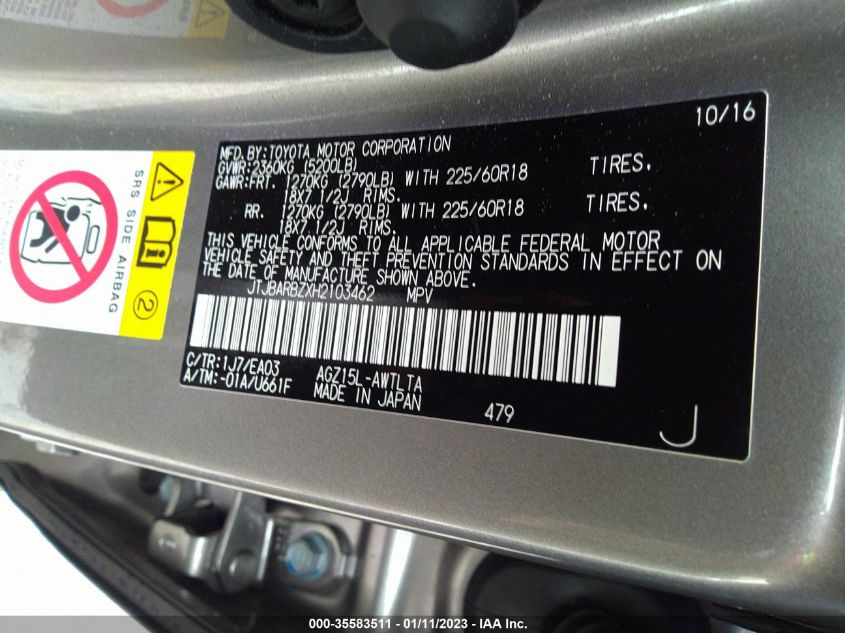 10/16
MFD.BY:TOYOTA MOTOR CORPORATION
GVWR:2360KG (5200LB)
GAWR:FRT. 1270KG (2790LB) WITH 225/60R18 TIRES.
18X7 1/2J RIMS.
RR. 1270KG (2790LB) WITH 225/60R18 TIRES.
18X7 1/2J RIMS.
THIS VEHICLE CONFORMS TO ALL APPLICABLE FEDERAL MOTOR
VEHICLE SAFETY AND THEFT PREVENTION STANDARDS IN EFFECT ON
THE DATE OF MANUFACTURE SHOWN ABOVE.
JTJBARBZXH2103462 MPV
C/TR:1J7/EA03 AGZ15L-AWTLTA
A/TM:-01A/U661F MADE IN JAPAN
479
J
SRS SIDE AIRBAG
2
000-35583511 - 01/11/2023 - IAA Inc.